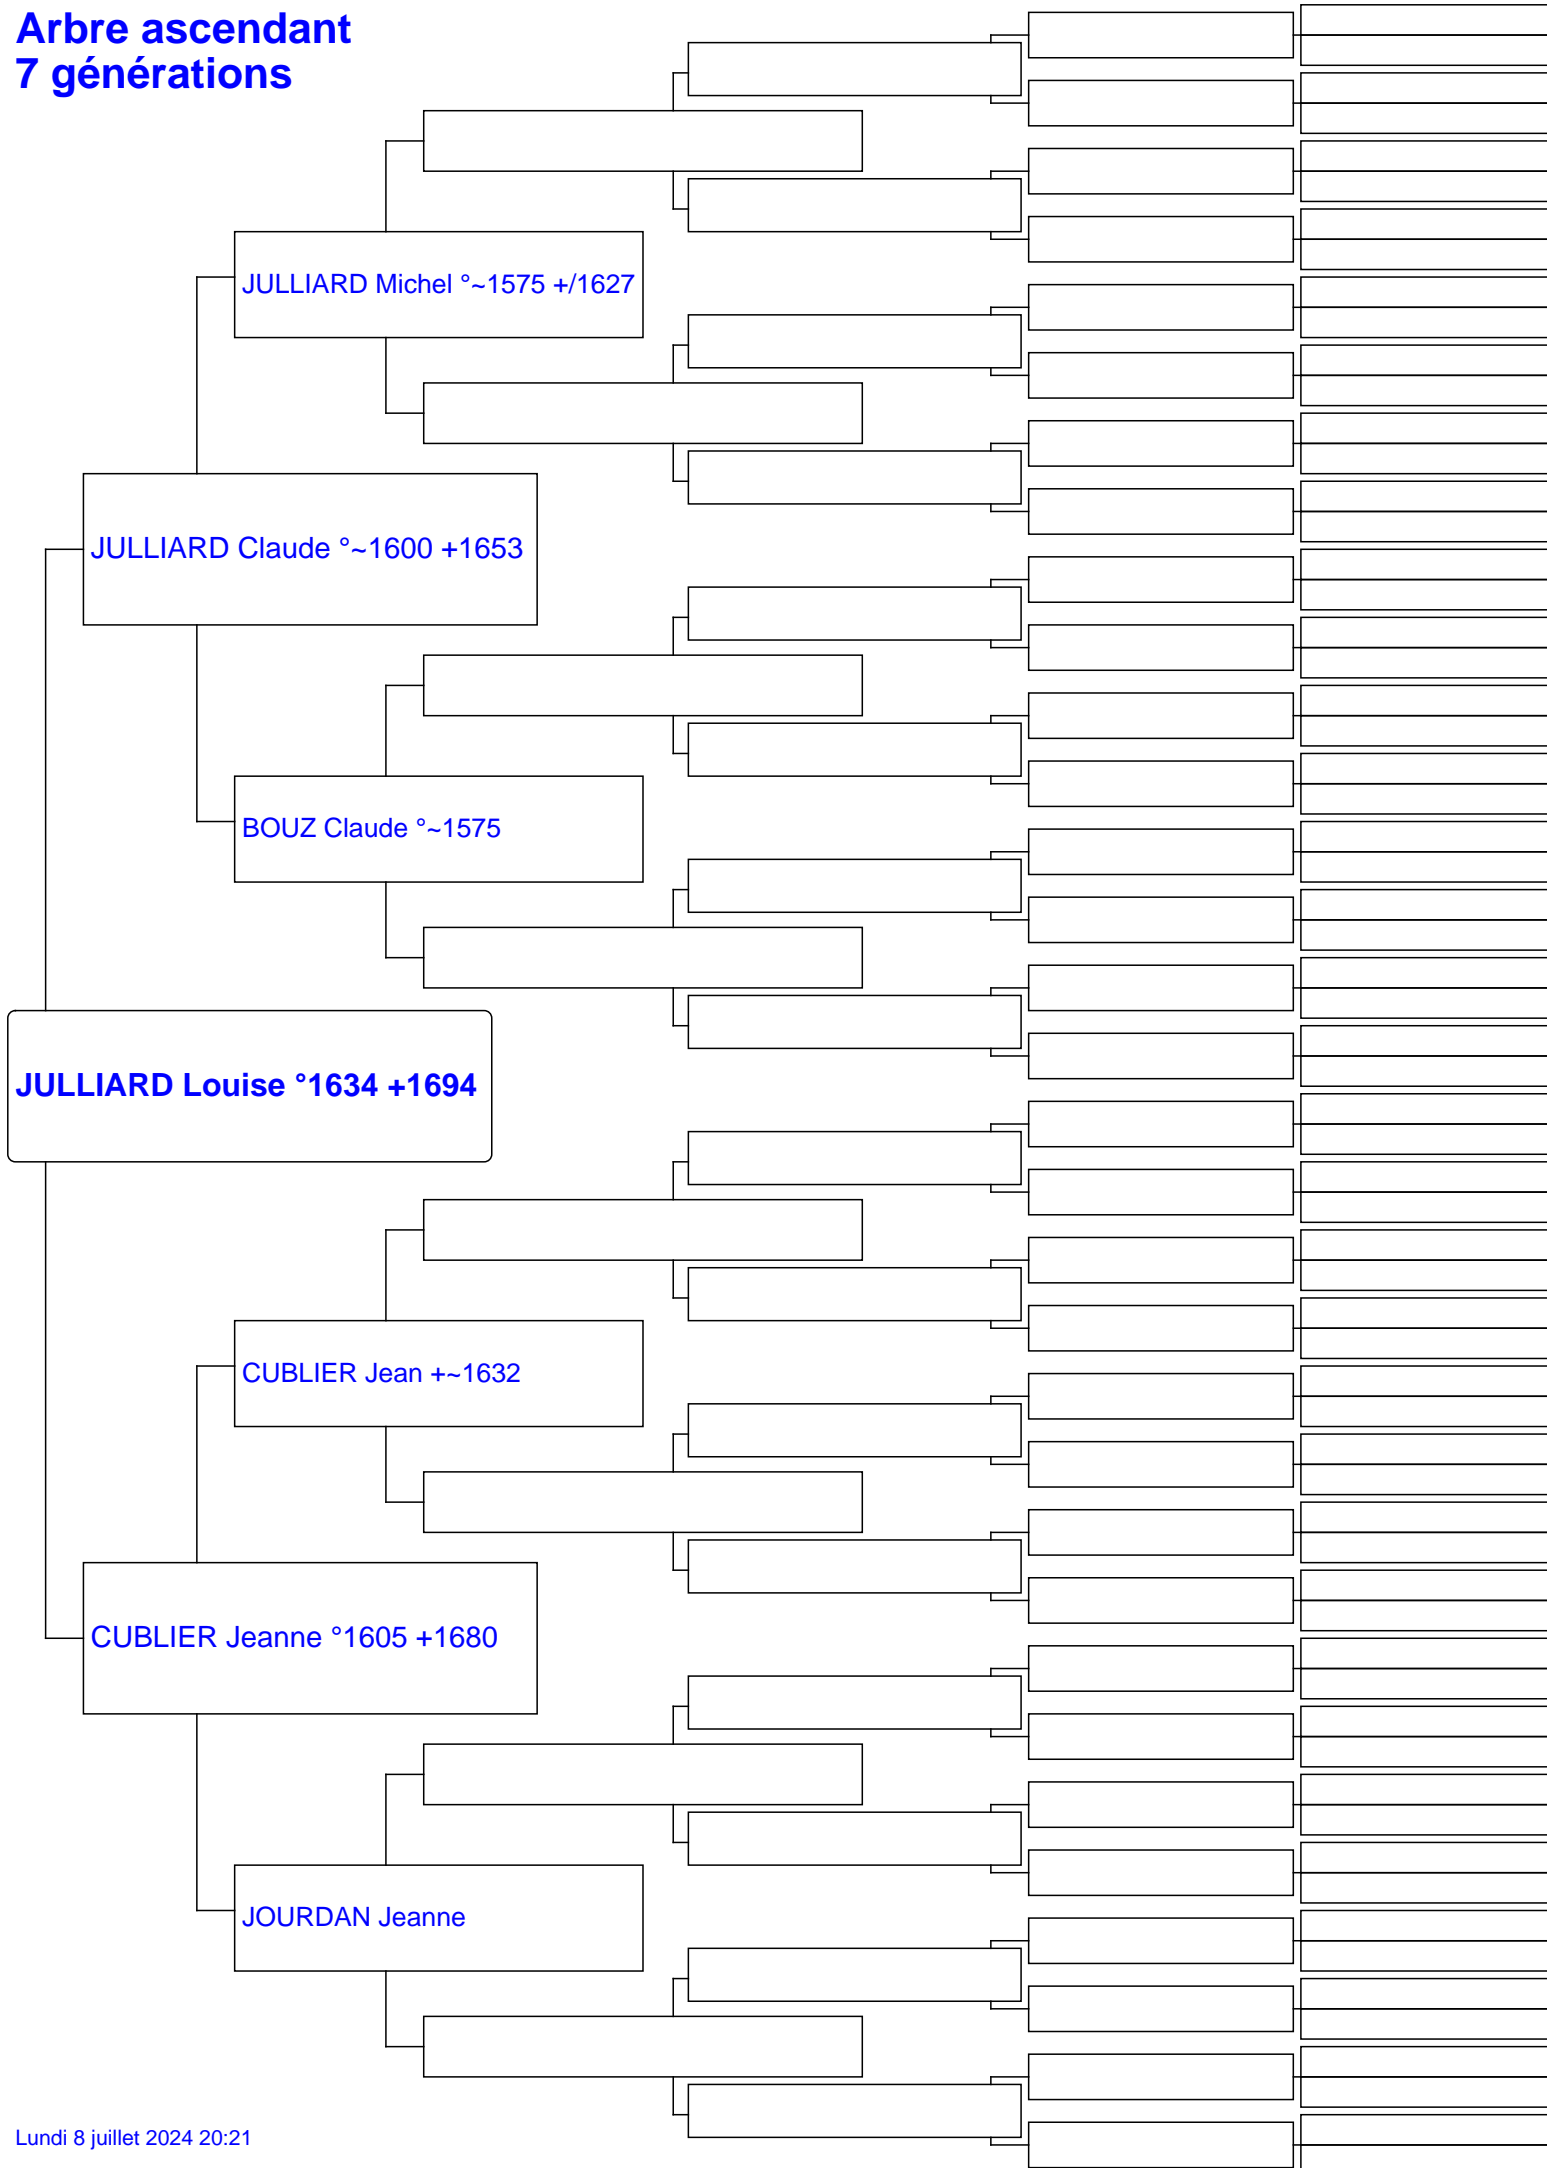 Arbre ascendant
7 générations
JULLIARD Michel °~1575 +/1627
JULLIARD Claude °~1600 +1653
BOUZ Claude °~1575
JULLIARD Louise °1634 +1694
CUBLIER Jean +~1632
CUBLIER Jeanne °1605 +1680
JOURDAN Jeanne
Lundi 8 juillet 2024 20:21